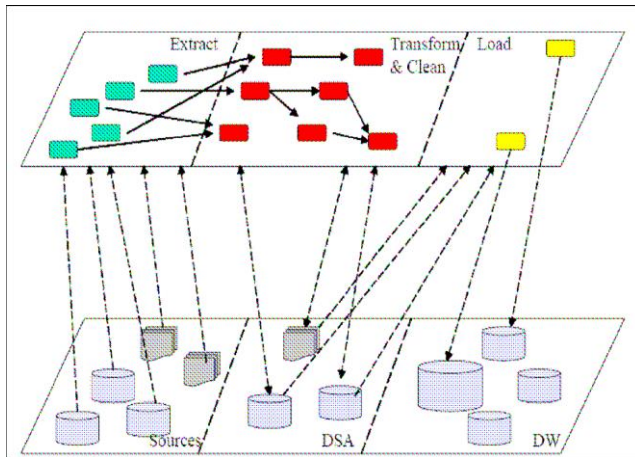 Extract
Transform
& Clean
Load
Sources
DSA
DW